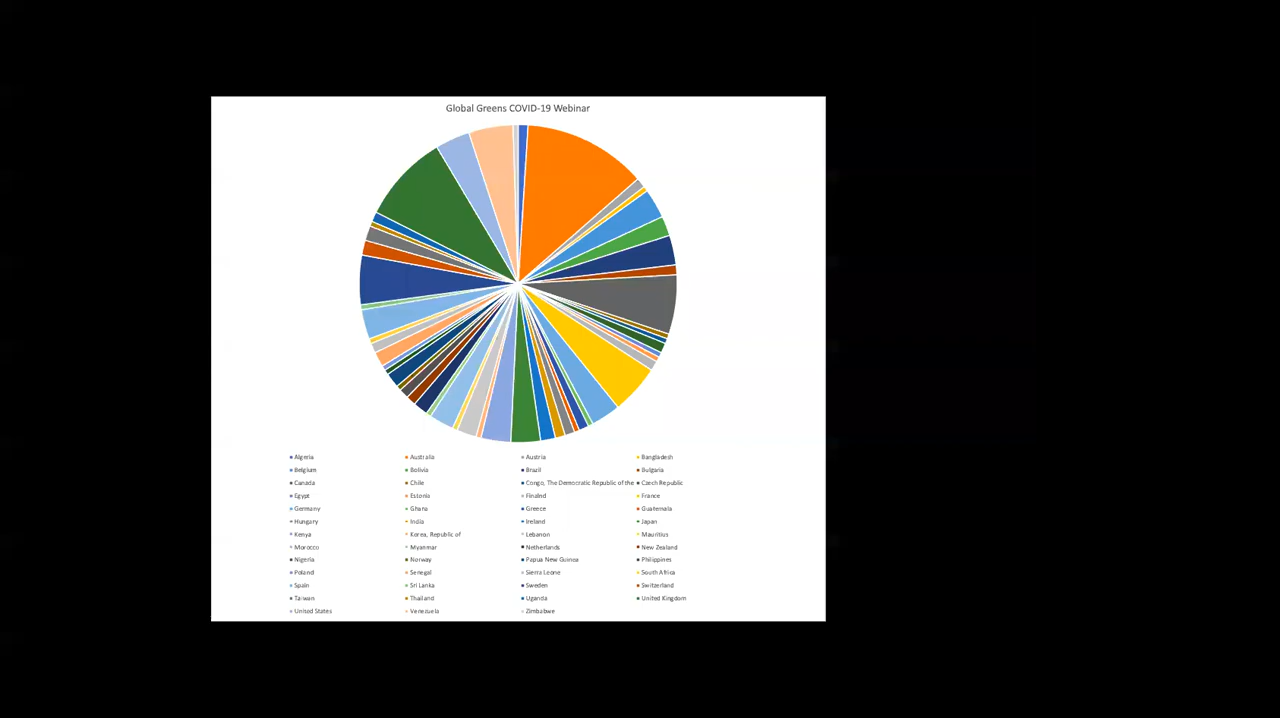 Global Greens COVID-19 Webinar
Algeria Australia Austria Bangladesh
Belgium Bolivia Brazil Bulgaria
Canada Chile Congo, The Democratic Republic of the Czech Republic
Egypt Estonia Finalnd France
Germany Ghana Greece Guatemala
Hungary India Ireland Japan
Kenya Korea, Republic of Lebanon Mauritius
Morocco Myanmar Netherlands New Zealand
Nigeria Norway Papua New Guinea Philippines
Poland Senegal Sierra Leone South Africa
Spain Sri Lanka Sweden Switzerland
Taiwan Thailand Uganda United Kingdom
United States Venezuela Zimbabwe